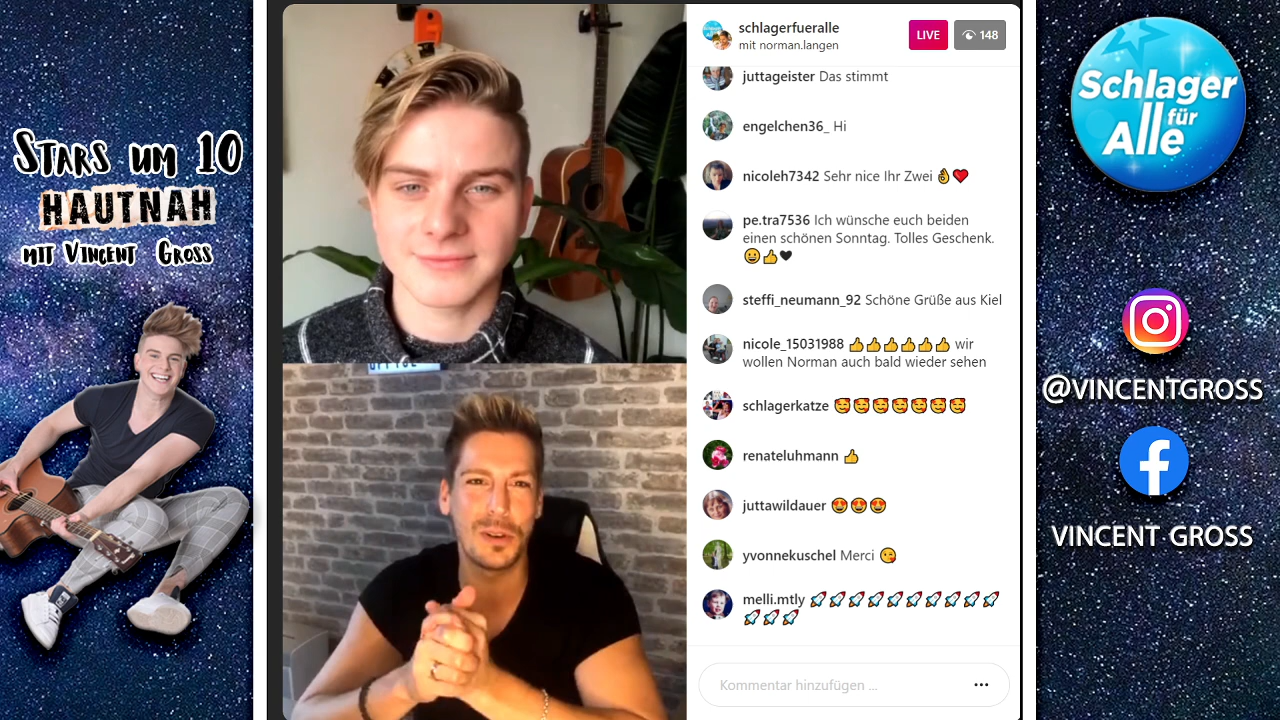 Stars um 10
HAUTNAH
mit Vincent Gross
schlagerfueralle
mit norman.langen
LIVE
148
juttageister Das stimmt
engelchen36_ Hi
nicoleh7342 Sehr nice Ihr Zwei 👌❤️
pe.tra7536 Ich wünsche euch beiden
einen schönen Sonntag. Tolles Geschenk.
😀👍🖤
steffi_neumann_92 Schöne Grüße aus Kiel
nicole_15031988 👍👍👍👍👍👍 wir
wollen Norman auch bald wieder sehen
schlagerkatze 🥰🥰🥰🥰🥰🥰🥰
renateluhmann 👍
juttawildauer 😍😍😍
yvonnekuschel Merci 😘
melli.mtly 🚀🚀🚀🚀🚀🚀🚀🚀🚀🚀
🚀🚀🚀
Kommentar hinzufügen ...
Schlager
für
Alle
@VINCENTGROSS
VINCENT GROSS